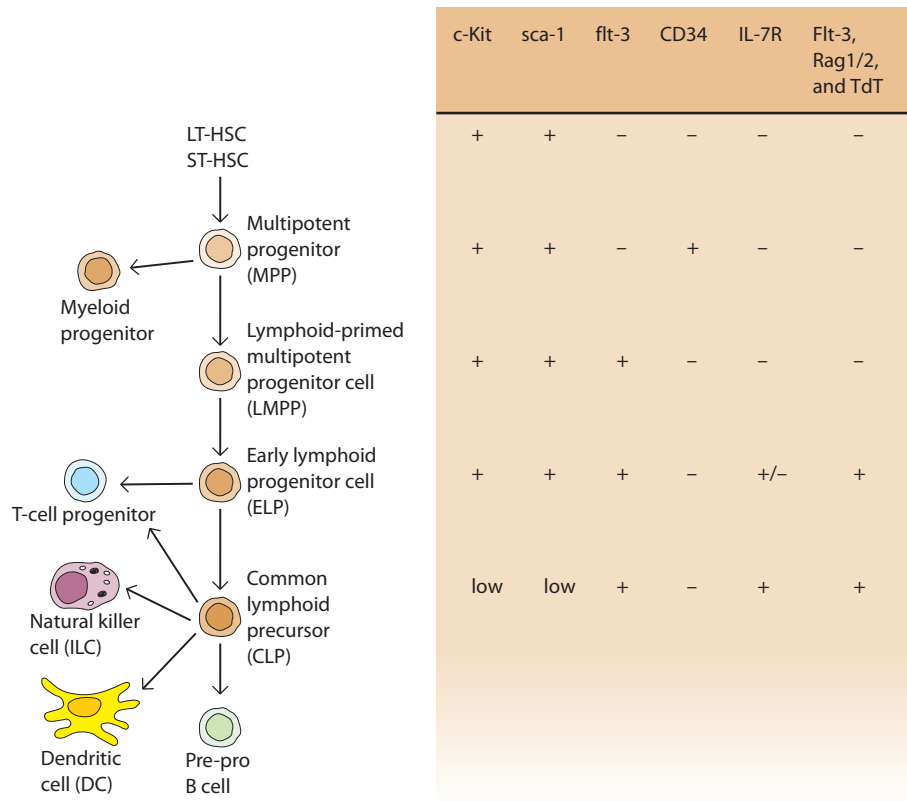 c-Kit sca-1 flt-3 CD34 IL-7R Flt-3,
Rag1/2,
and TdT
LT-HSC
ST-HSC
+ + – – – –
Multipotent
progenitor
(MPP)
+ + – + – –
Myeloid
progenitor
Lymphoid-primed
multipotent
progenitor cell
(LMPP)
+ + + – – –
Early lymphoid
progenitor cell
(ELP)
+ + + – +/– +
T-cell progenitor
Common
lymphoid
precursor
(CLP)
low low + – + +
Natural killer
cell (ILC)
Dendritic
cell (DC)
Pre-pro
B cell